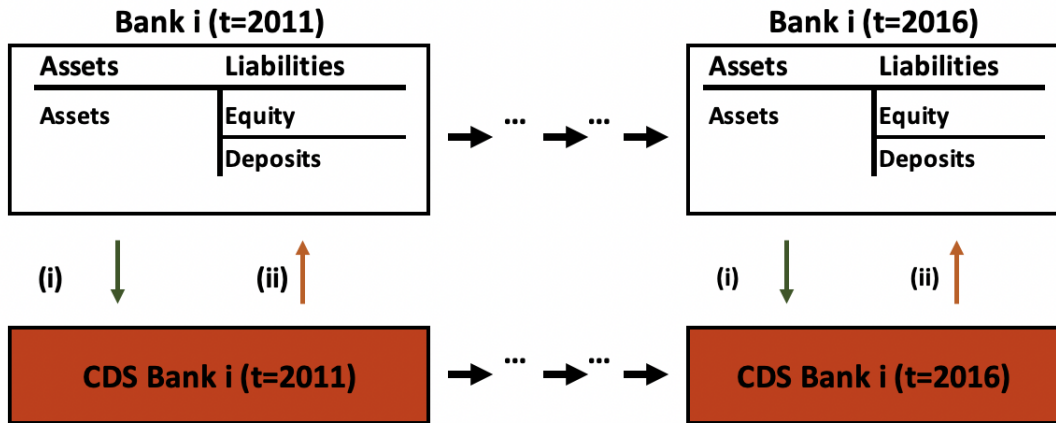 Bank i (t=2011)
Bank i (t=2016)
Assets Liabilities
Assets Equity
Deposits
... ...
Assets Liabilities
Assets Equity
Deposits
(i) (ii)
(i) (ii)
CDS Bank i (t=2011)
... ...
CDS Bank i (t=2016)